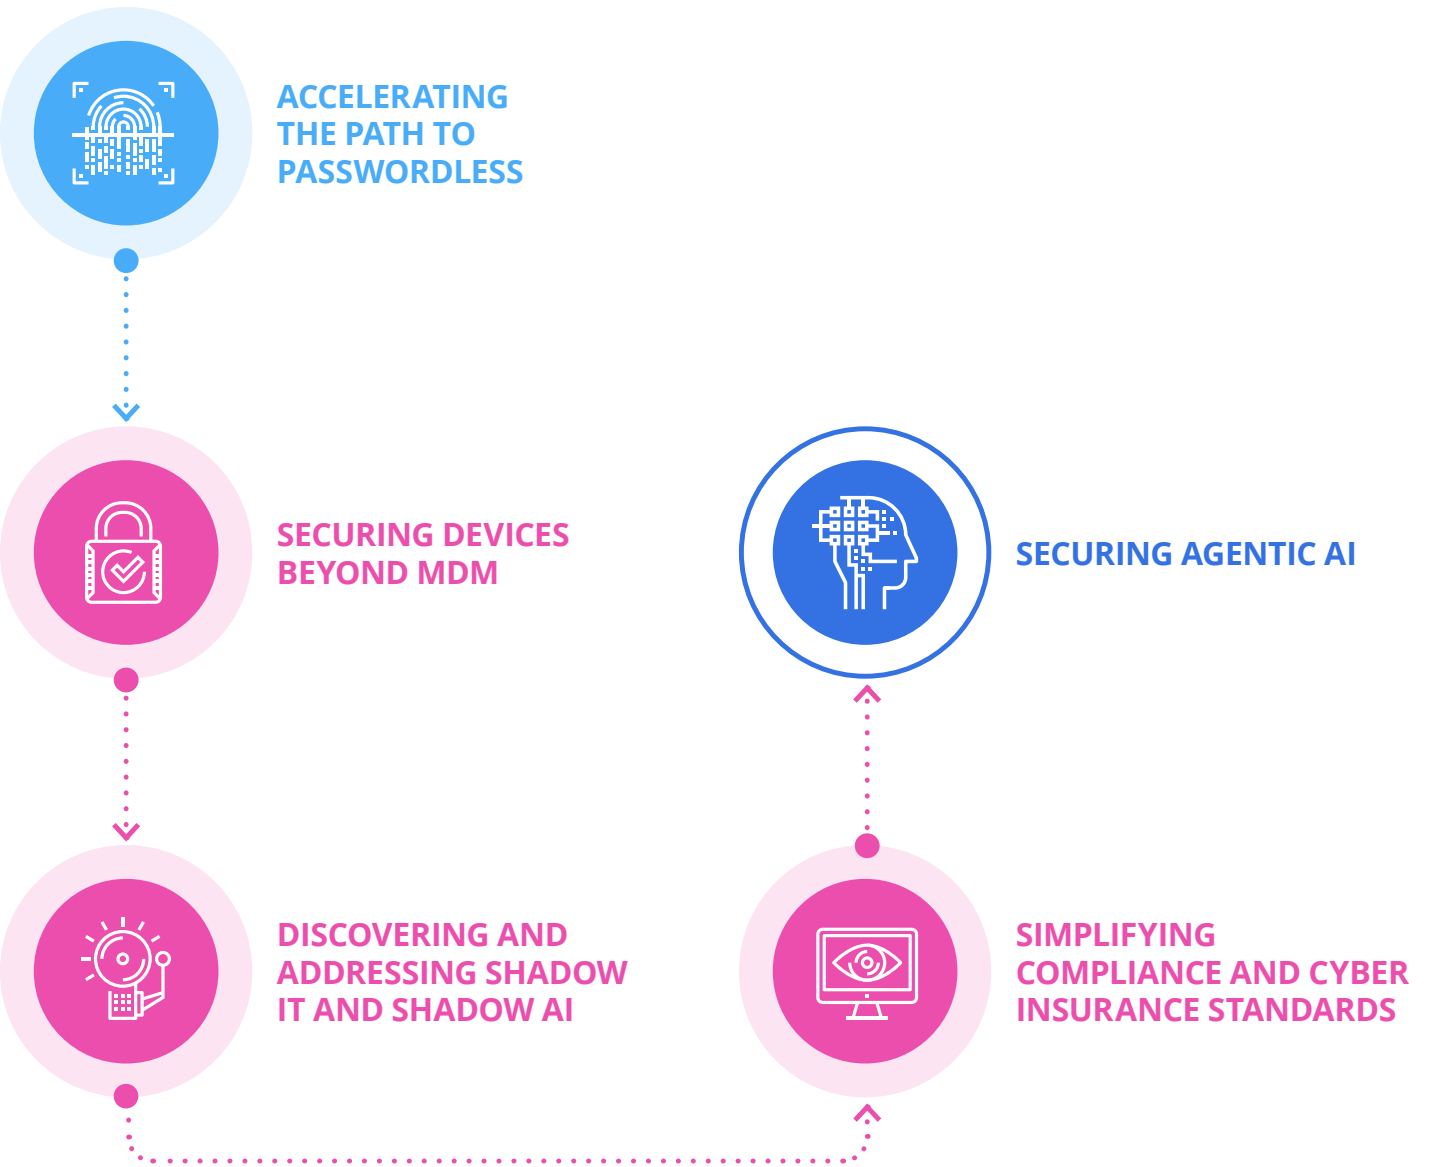 ACCELERATING
THE PATH TO
PASSWORDLESS
SECURING DEVICES
BEYOND MDM
DISCOVERING AND
ADDRESSING SHADOW
IT AND SHADOW AI
SIMPLIFYING
COMPLIANCE AND CYBER
INSURANCE STANDARDS
SECURING AGENTIC AI